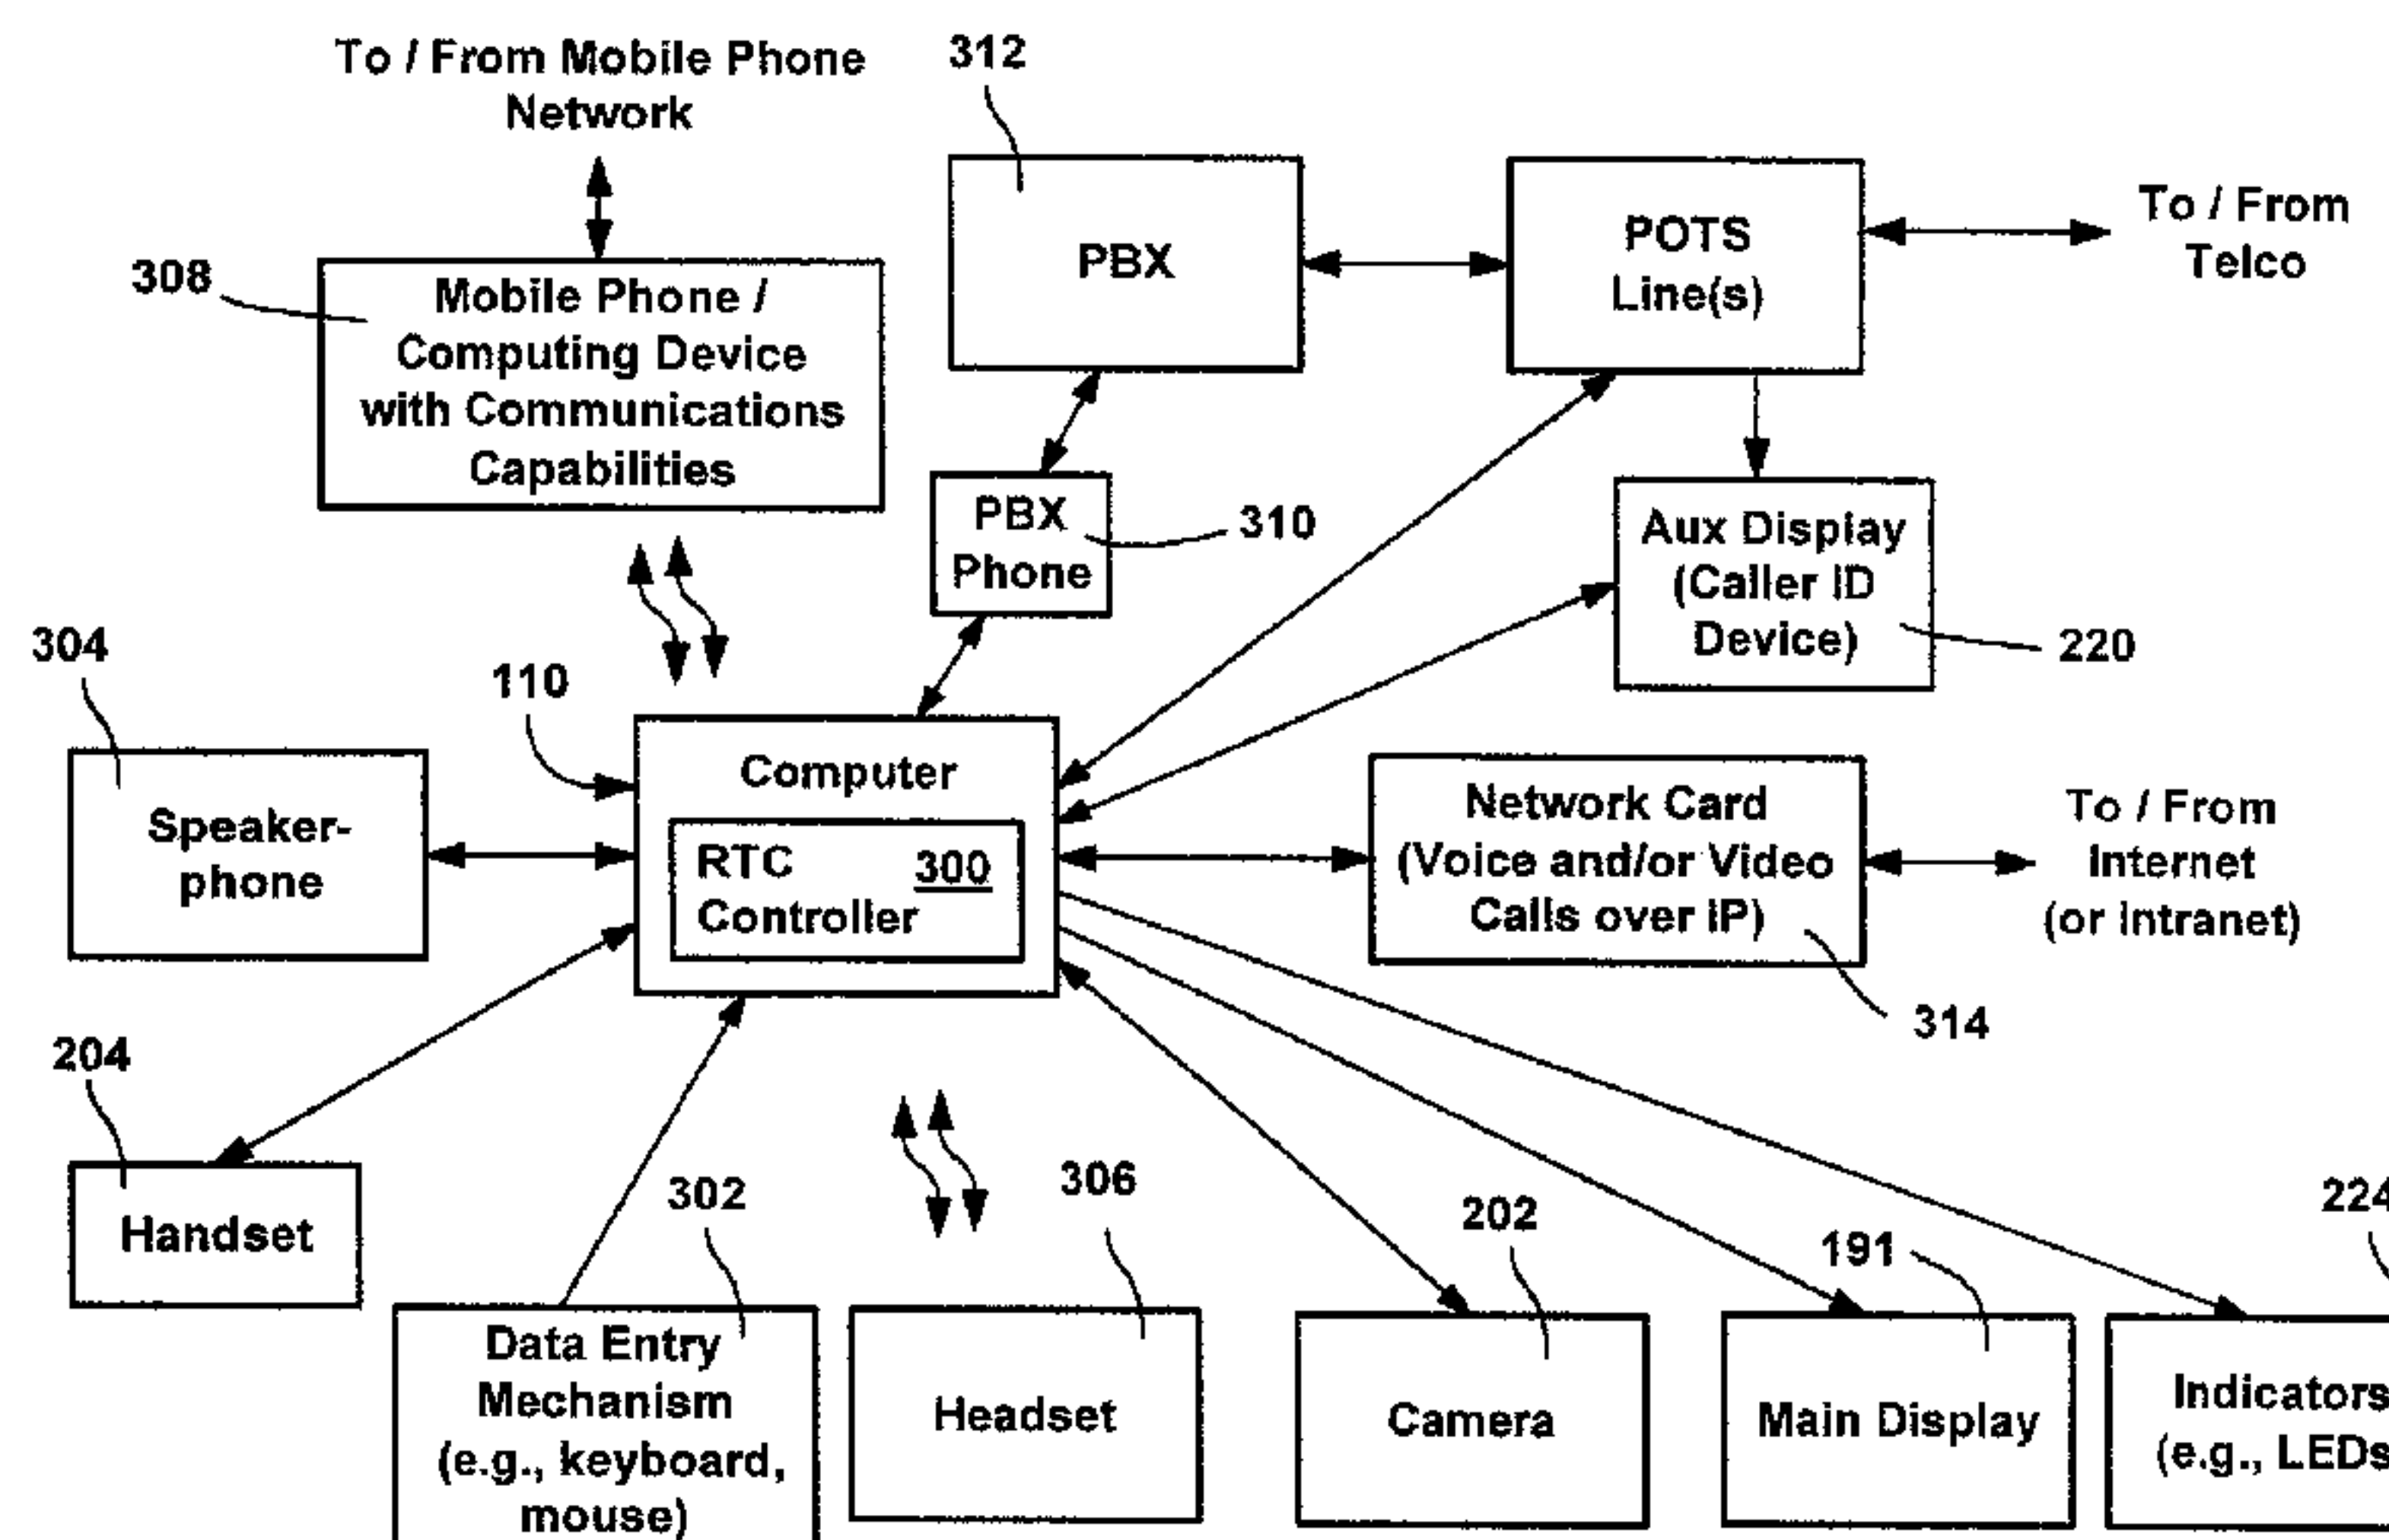 To / From Mobile Phone
Network
312
308
Mobile Phone /
Computing Device
with Communications
Capabilities
PBX
POTS
Line(s)
To / From
Telco
PBX
Phone
310
Aux Display
(Caller ID
Device)
220
304
110
Speaker-
phone
Computer
RTC
Controller
300
Network Card
(Voice and/or Video
Calls over IP)
To / From
Internet
(or Intranet)
314
204
Handset
302
Data Entry
Mechanism
(e.g., keyboard,
mouse)
306
Headset
202
Camera
191
Main Display
224
Indicators
(e.g., LEDs